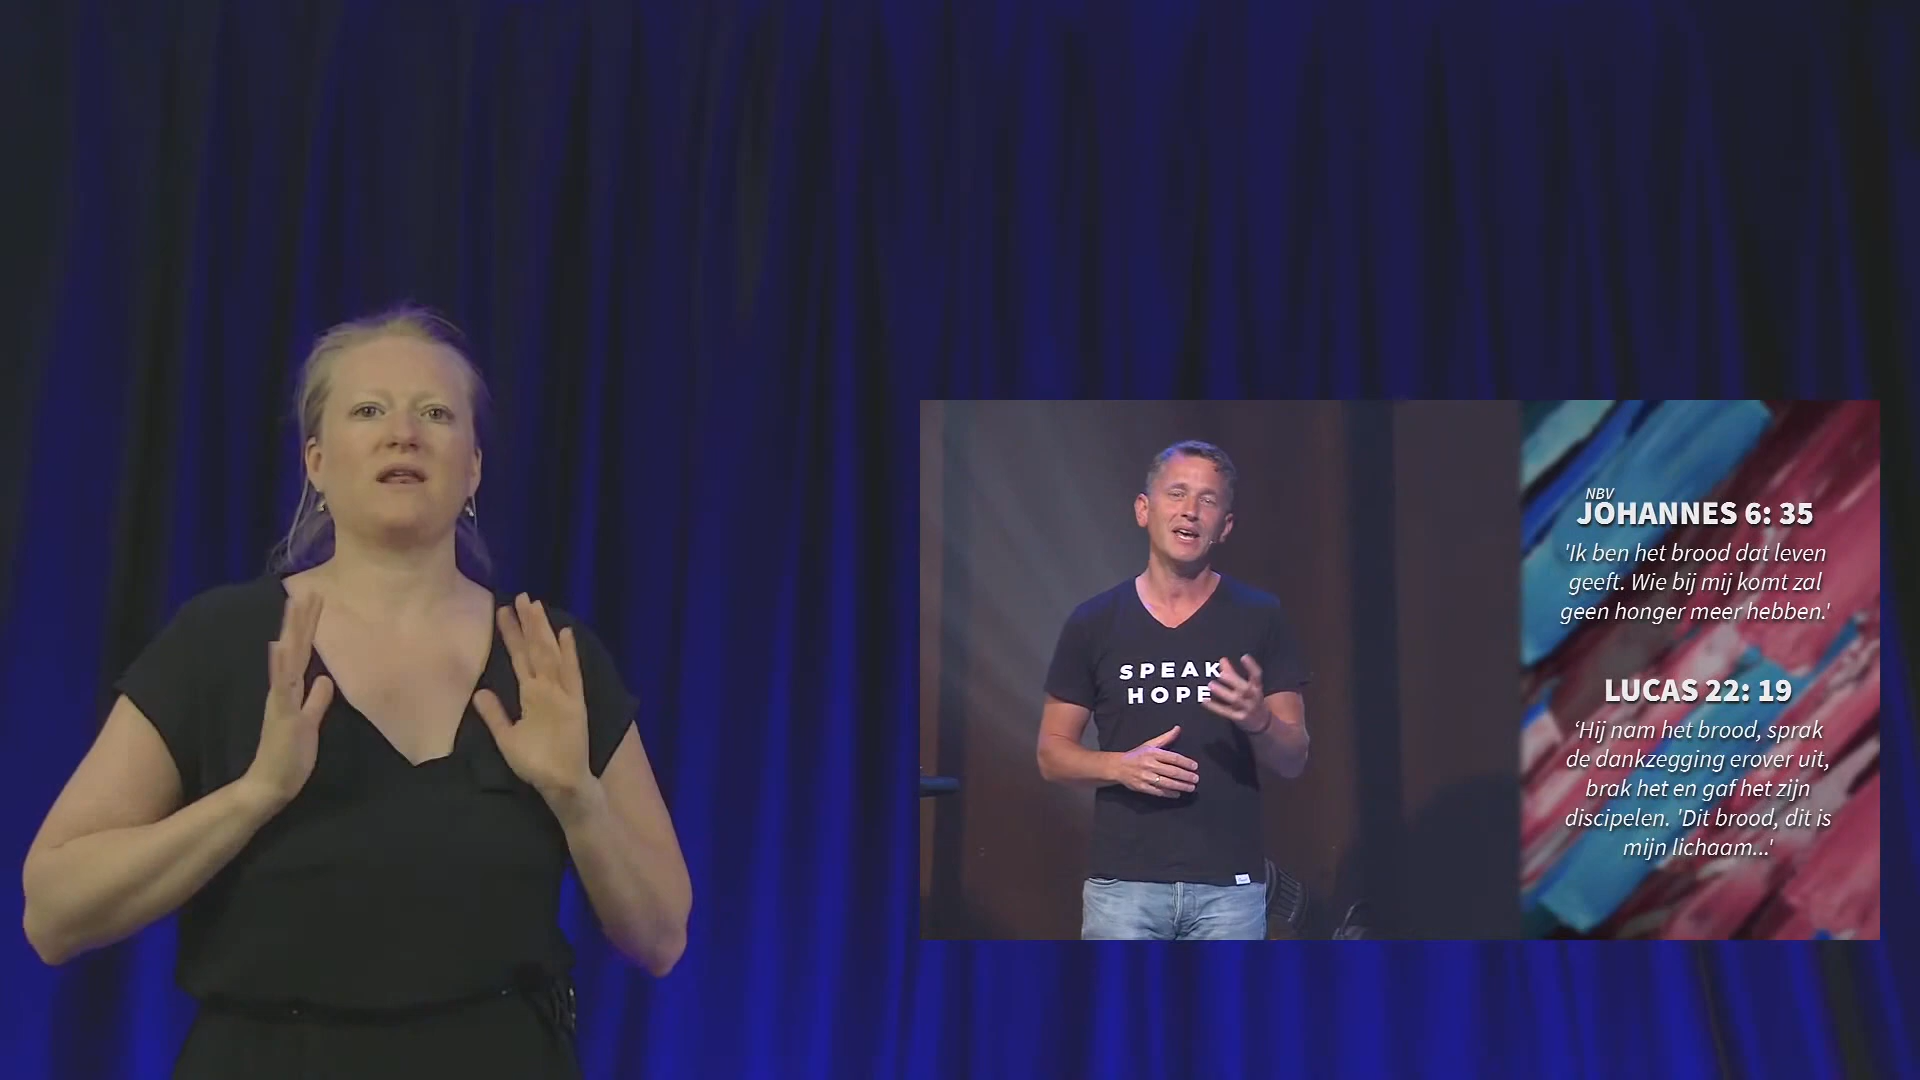 SPEAK
HOPE
NBV
JOHANNES 6: 35
'Ik ben het brood dat leven
geeft. Wie bij mij komt zal
geen honger meer hebben.'
LUCAS 22: 19
‘Hij nam het brood, sprak
de dankzegging erover uit,
brak het en gaf het zijn
discipelen. 'Dit brood, dit is
mijn lichaam...'